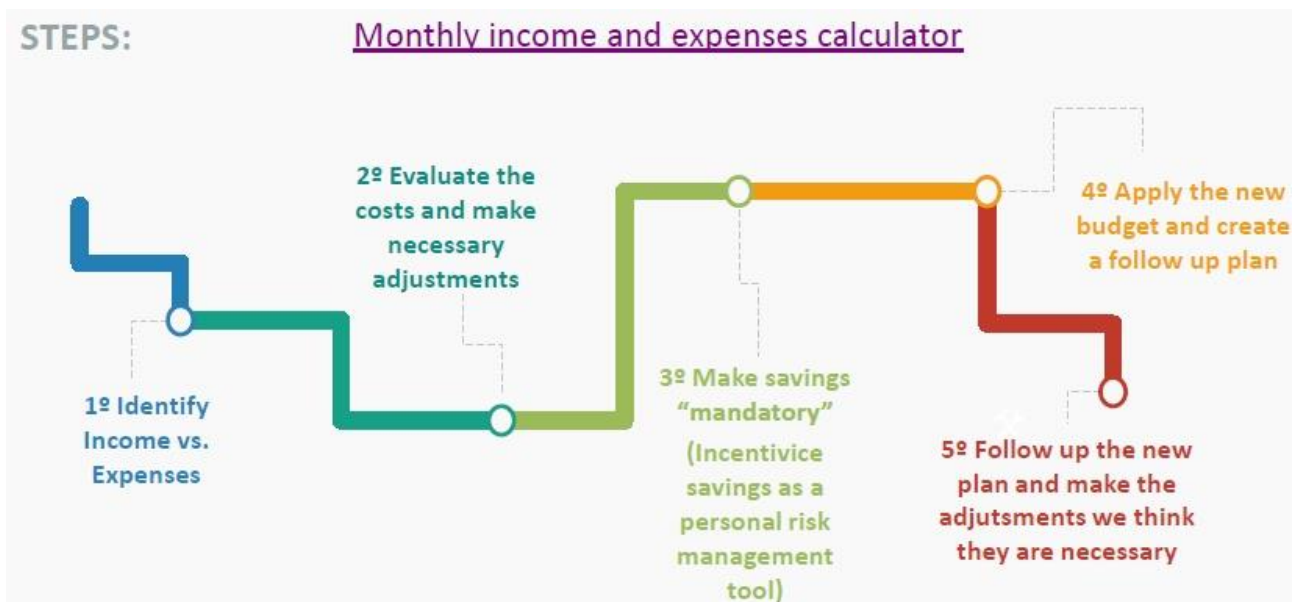 STEPS:
Monthly income and expenses calculator
1º Identify
Income vs.
Expenses
2º Evaluate the
costs and make
necessary
adjustments
3º Make savings
“mandatory”
(Incentivice
savings as a
personal risk
management
tool)
4º Apply the new
budget and create
a follow up plan
5º Follow up the new
plan and make the
adjutsments we think
they are necessary